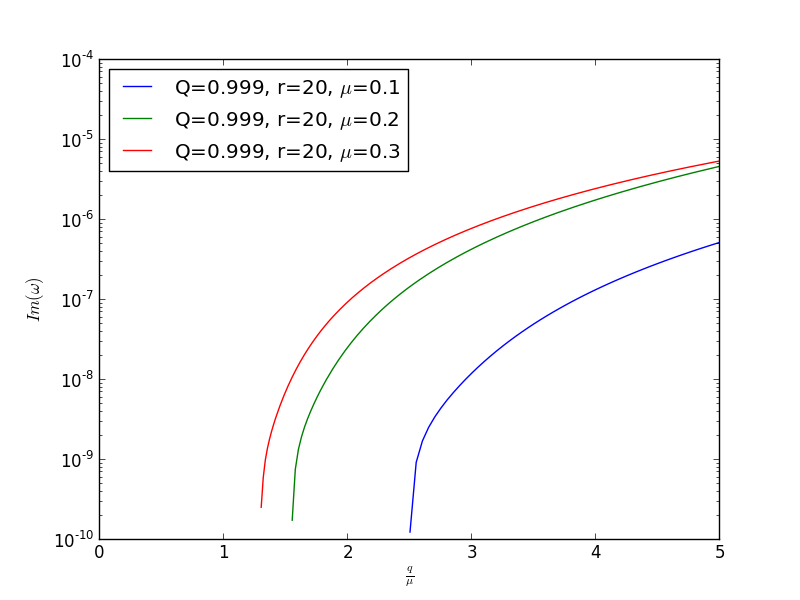 10^-4
Q=0.999, r=20, μ=0.1
Q=0.999, r=20, μ=0.2
Q=0.999, r=20, μ=0.3
10^-5
10^-6
Im(ω)
10^-7
10^-8
10^-9
10^-10
0 1 2 3 4 5
q/μ